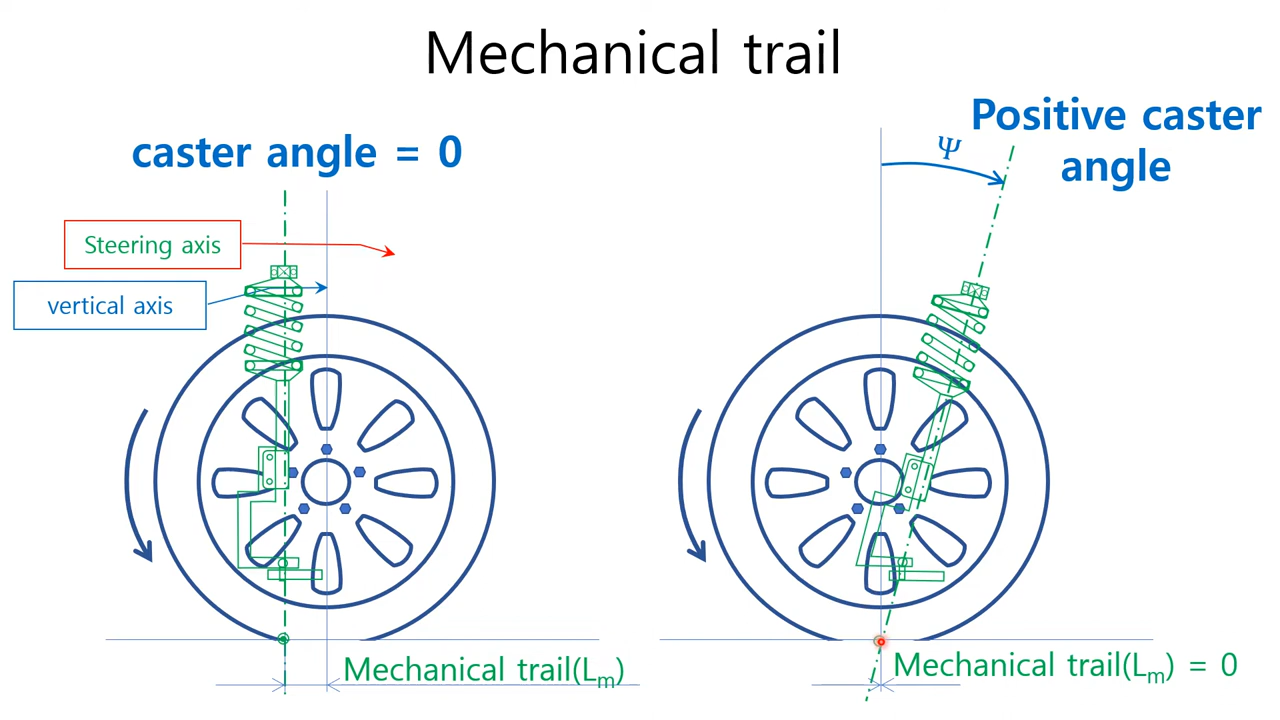 Mechanical trail
caster angle = 0
Positive caster
angle
Ψ
Steering axis
vertical axis
Mechanical trail(Lm)
Mechanical trail(Lm) = 0